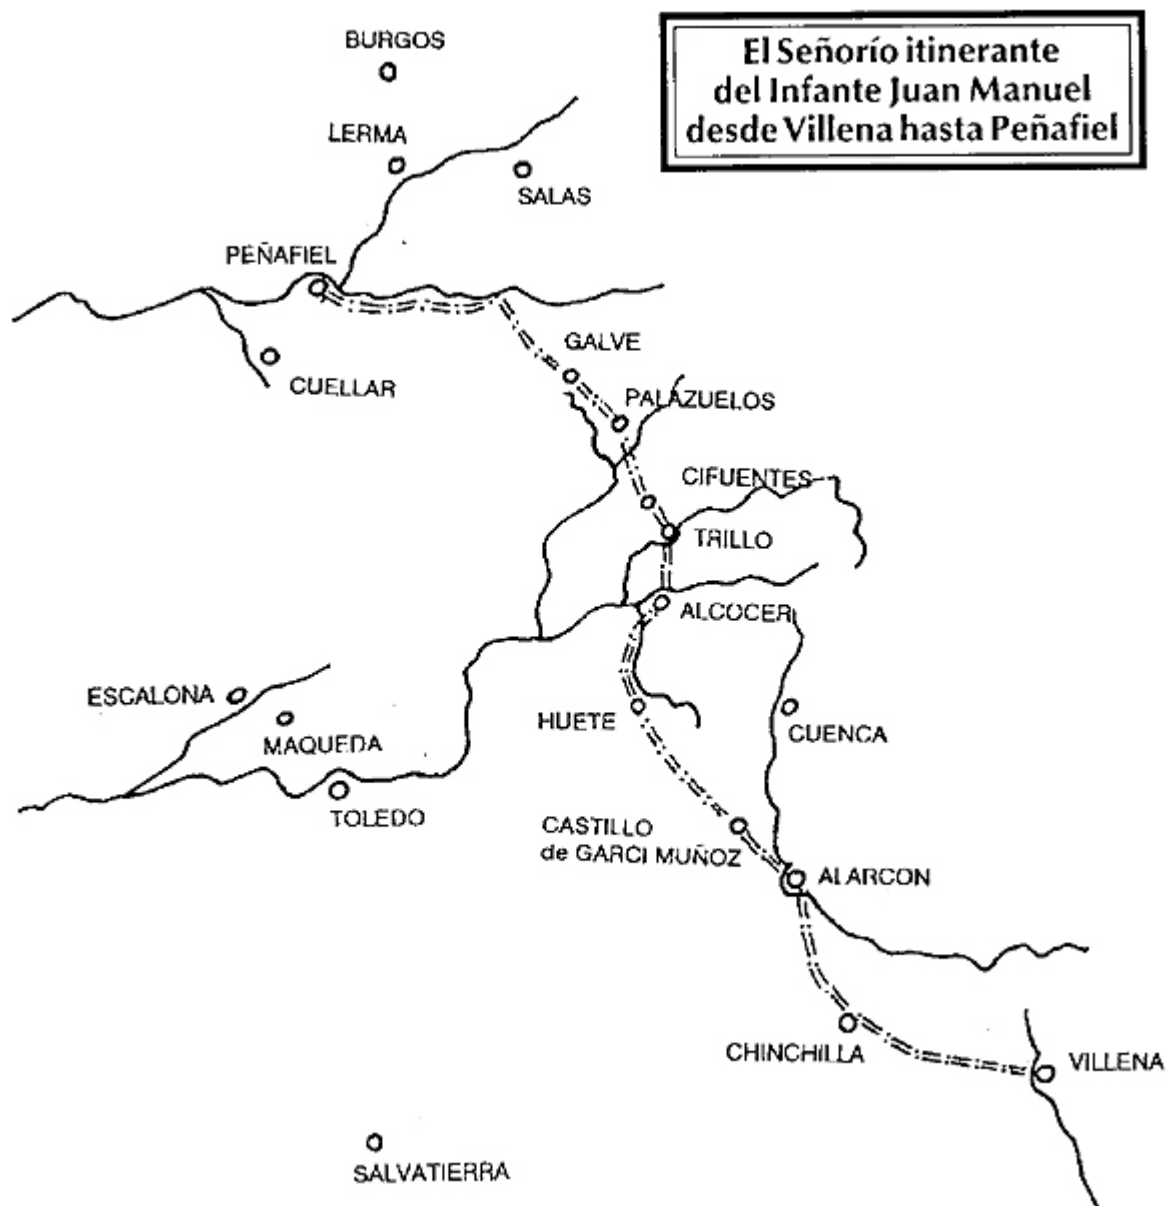 BURGOS
El Señorío itinerante
del Infante Juan Manuel
desde Villena hasta Peñafiel
LERMA
SALAS
PEÑAFIEL
GALVE
CUELLAR
PALAZUELOS
CIFUENTES
TRILLO
ALCOCER
ESCALONA
HUETE
CUENCA
MAQUEDA
TOLEDO
CASTILLO
de GARCI MUÑOZ
ALARCON
CHINCHILLA
VILLENA
SALVATIERRA